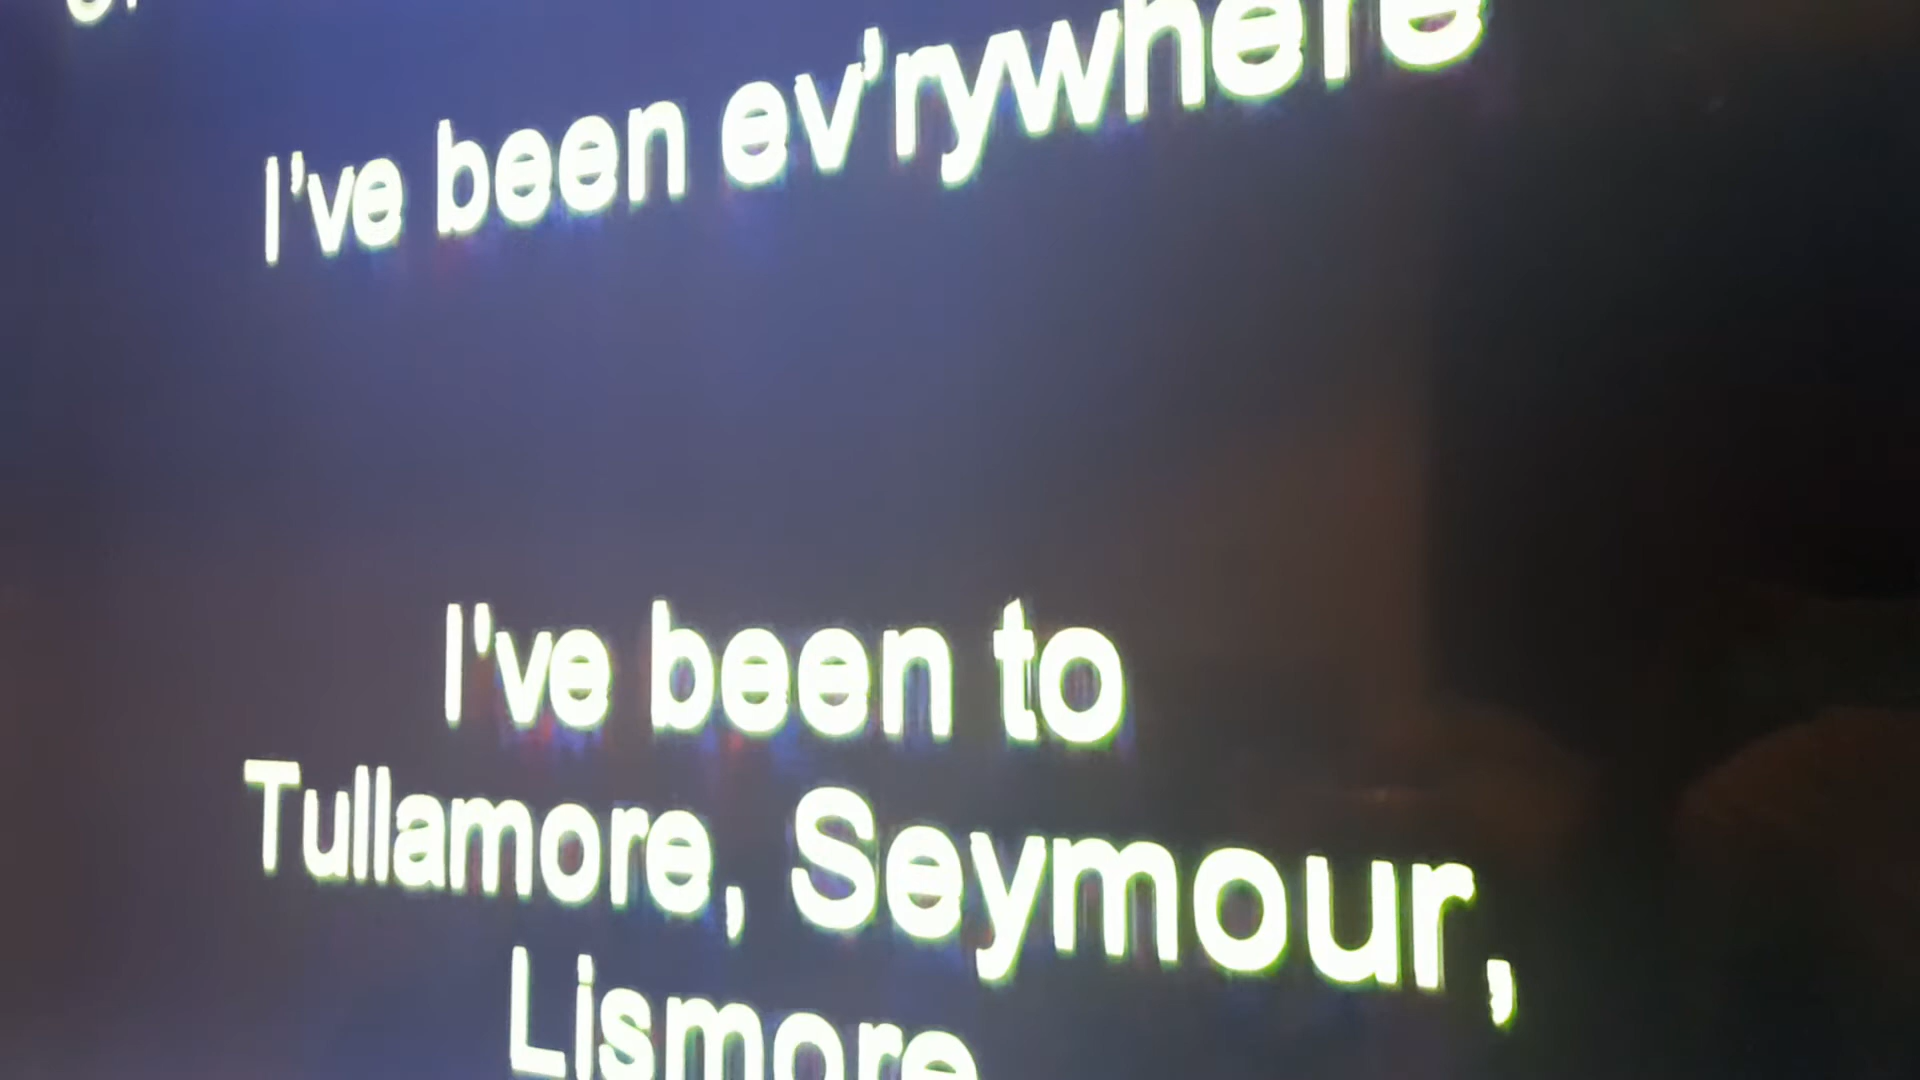 I've been ev'rywhere
I've been to
Tullamore, Seymour,
Lismore